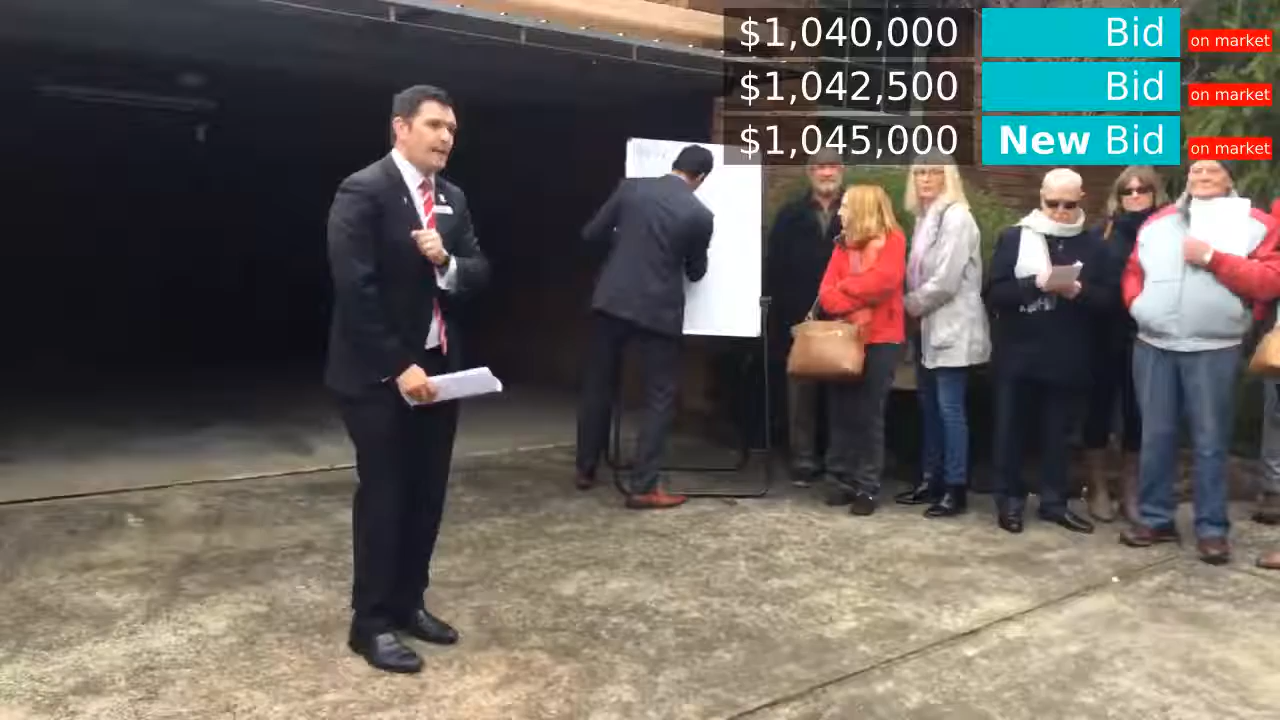 $1,040,000 Bid on market
$1,042,500 Bid on market
$1,045,000 New Bid on market